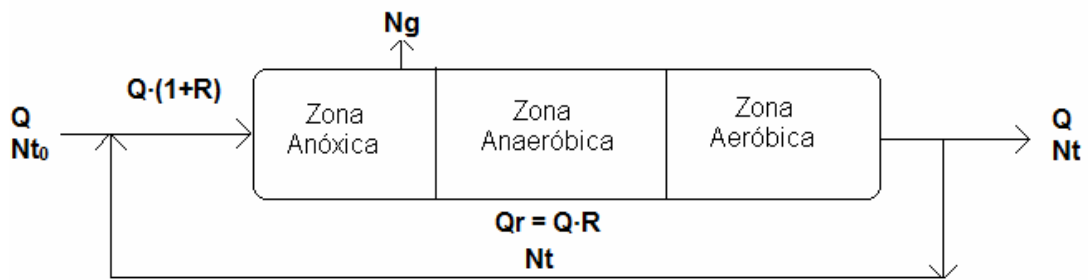 Ng
Q·(1+R)
Q
Nt₀
Zona
Anóxica
Zona
Anaeróbica
Zona
Aeróbica
Q
Nt
Qr = Q·R
Nt